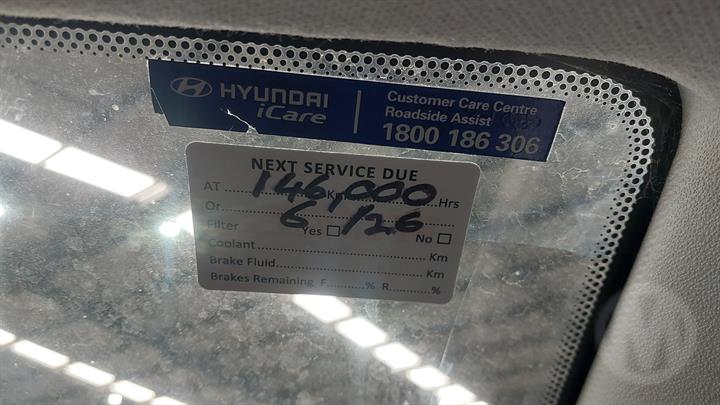 HYUNDAI
iCare
Customer Care Centre
Roadside Assist
1800 186 306
NEXT SERVICE DUE
AT 146,000 Km Hrs
Or 6/26
Filter Yes ☐ No ☐
Coolant Km
Brake Fluid Km
Brakes Remaining F % R %
M